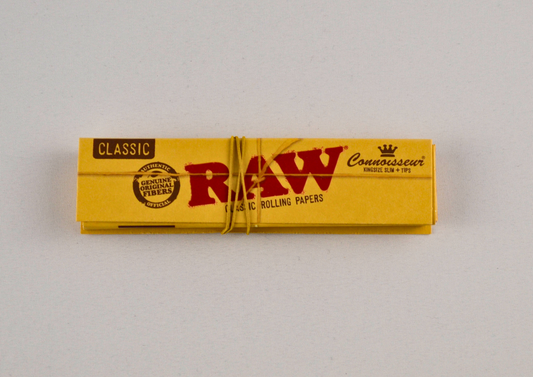 CLASSIC
AUTHENTIC
GENUINE
ORIGINAL
FIBERS
OFFICIAL
RAW®
CLASSIC ROLLING PAPERS
Connoisseur®
KINGSIZE SLIM + TIPS